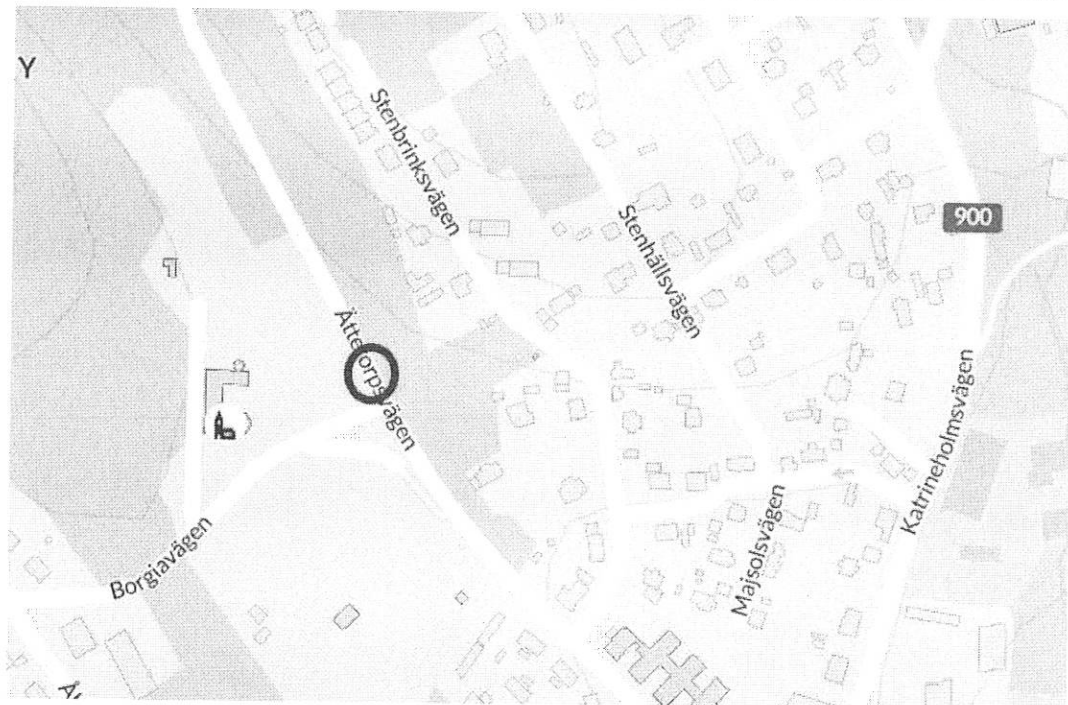 Y
Stenbrinksvägen
Stenhällsvägen
900
Ättetorpsvägen
Katrineholmsvägen
Majsolsvägen
Borgiavägen